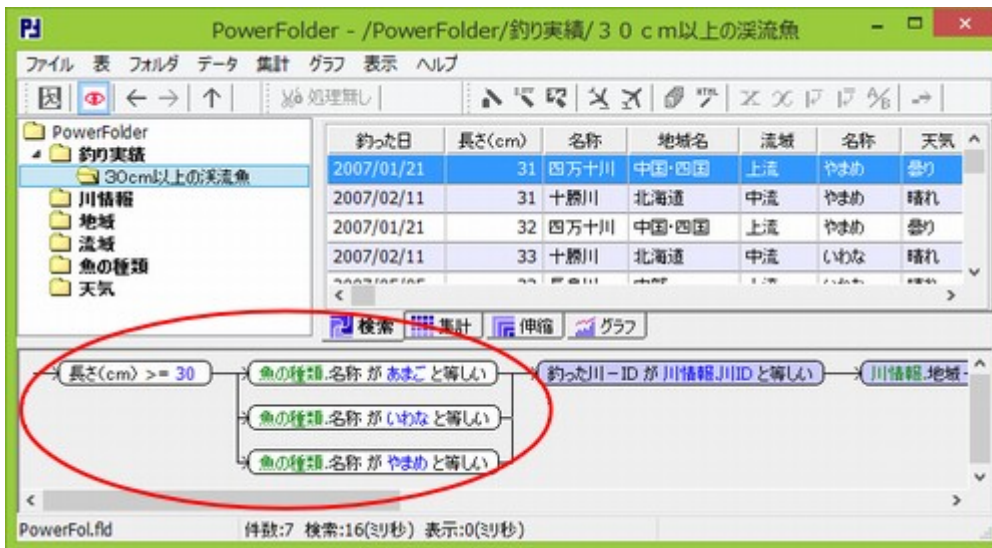 PowerFolder - /PowerFolder/釣り実績/３０ｃｍ以上の渓流魚
ファイル 表 フォルダ データ 集計 グラフ 表示 ヘルプ
処理無し
PowerFolder
釣り実績
30cm以上の渓流魚
川情報
地域
流域
魚の種類
天気
釣った日 長さ(cm) 名称 地域名 流域 名称 天気
2007/01/21 31 四万十川 中国・四国 上流 やまめ 曇り
2007/02/11 31 十勝川 北海道 中流 やまめ 晴れ
2007/01/21 32 四万十川 中国・四国 上流 やまめ 曇り
2007/02/11 33 十勝川 北海道 中流 いわな 晴れ
検索 集計 伸縮 グラフ
長さ(cm) >= 30 魚の種類.名称 が あまご と等しい 釣った川－ID が 川情報.川ID と等しい 川情報.地域-
魚の種類.名称 が いわな と等しい
魚の種類.名称 が やまめ と等しい
PowerFol.fld 件数:7 検索:16(ミリ秒) 表示:0(ミリ秒)